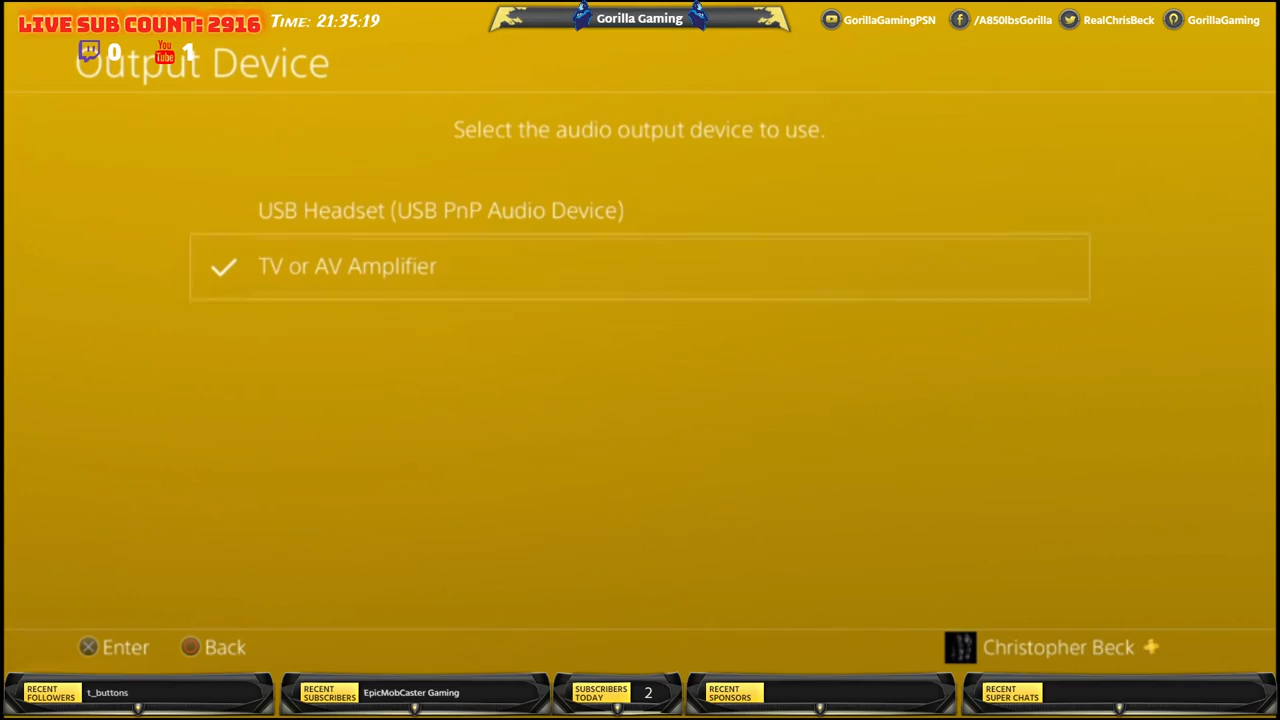 LIVE SUB COUNT: 2916 TIME: 21:35:19
Gorilla Gaming
GorillaGamingPSN /A850lbsGorilla RealChrisBeck GorillaGaming
0 You Tube 1
Output Device
Select the audio output device to use.
USB Headset (USB PnP Audio Device)
TV or AV Amplifier
Enter Back
Christopher Beck
RECENT FOLLOWERS t_buttons
RECENT SUBSCRIBERS EpicMobCaster Gaming
SUBSCRIBERS TODAY 2
RECENT SPONSORS
RECENT SUPER CHATS